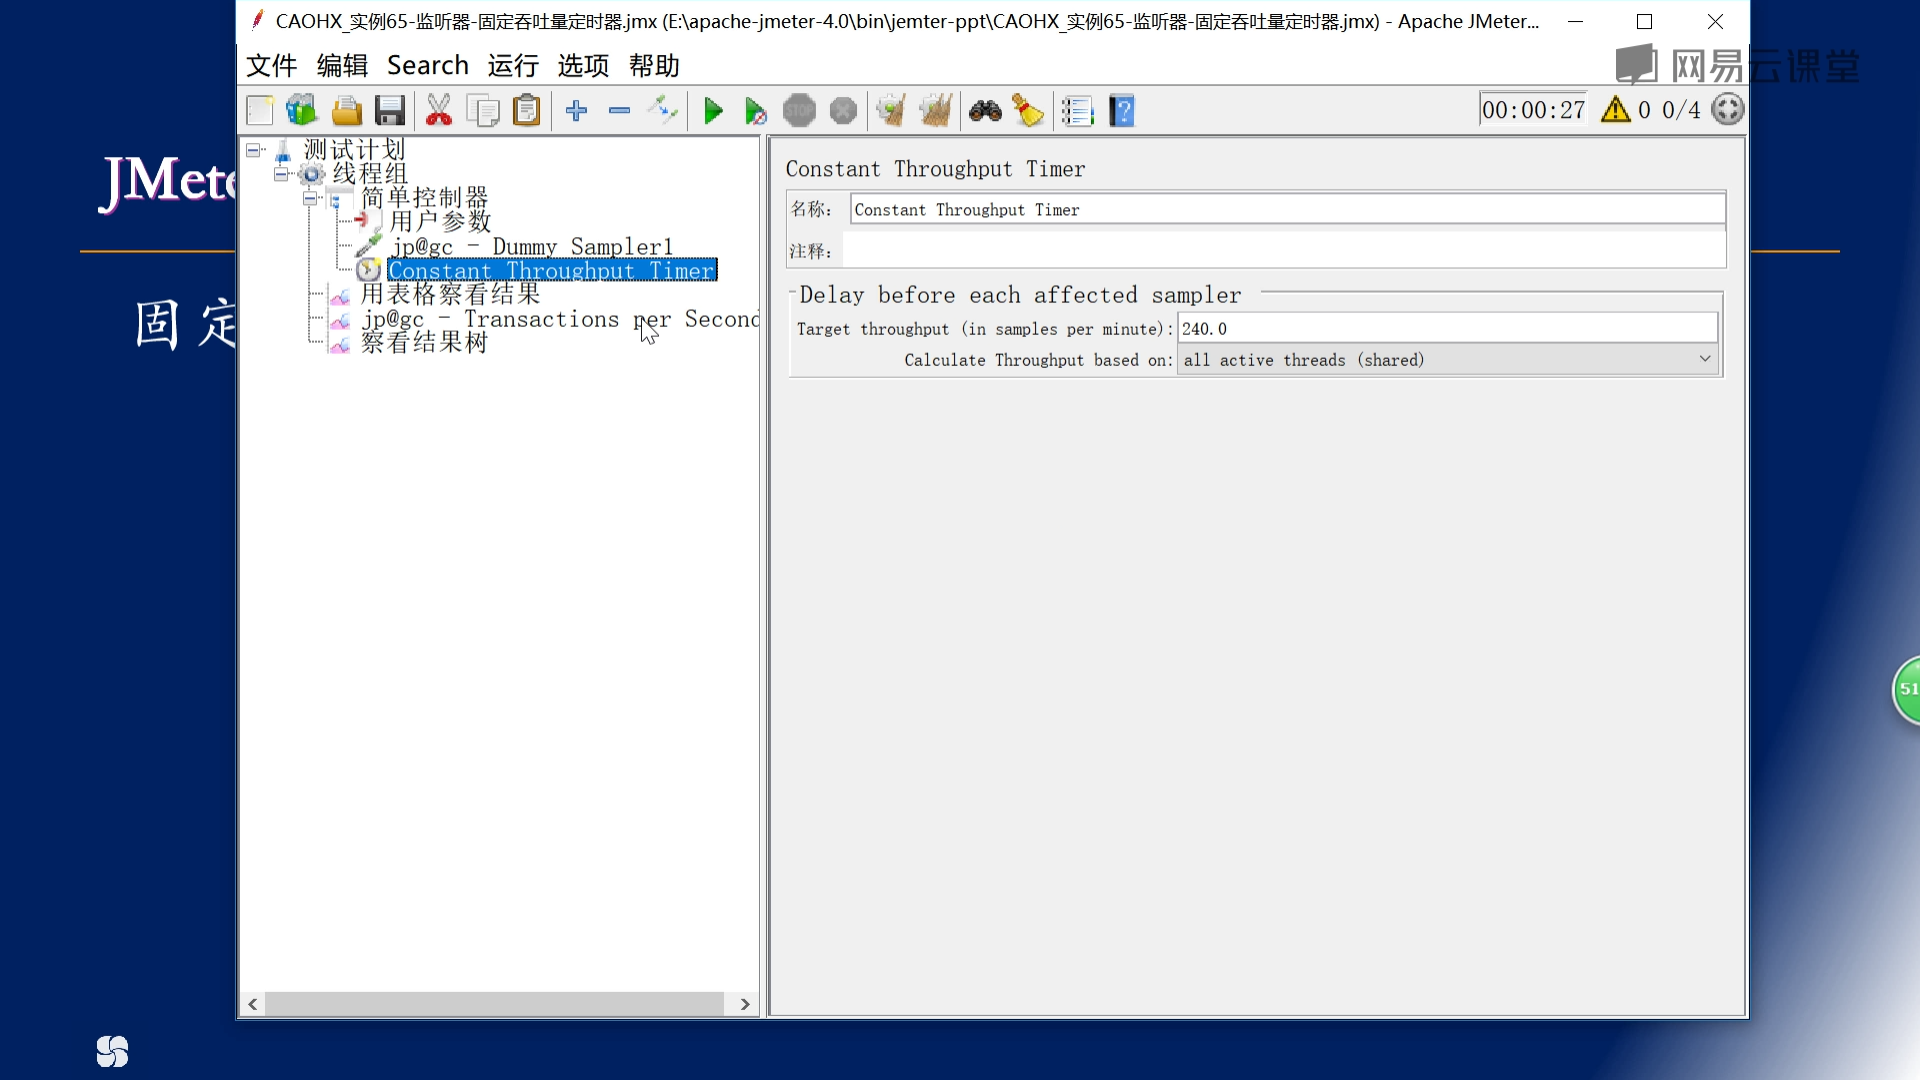 CAOHX_实例65-监听器-固定吞吐量定时器.jmx (E:\apache-jmeter-4.0\bin\jemter-ppt\CAOHX_实例65-监听器-固定吞吐量定时器.jmx) - Apache JMeter...
文件 编辑 Search 运行 选项 帮助
网易云课堂
STOP
00:00:27
0 0/4
JMete
固定
测试计划
线程组
简单控制器
用户参数
jp@gc - Dummy Sampler1
Constant Throughput Timer
用表格察看结果
jp@gc - Transactions per Second
察看结果树
Constant Throughput Timer
名称: Constant Throughput Timer
注释:
Delay before each affected sampler
Target throughput (in samples per minute): 240.0
Calculate Throughput based on: all active threads (shared)
51